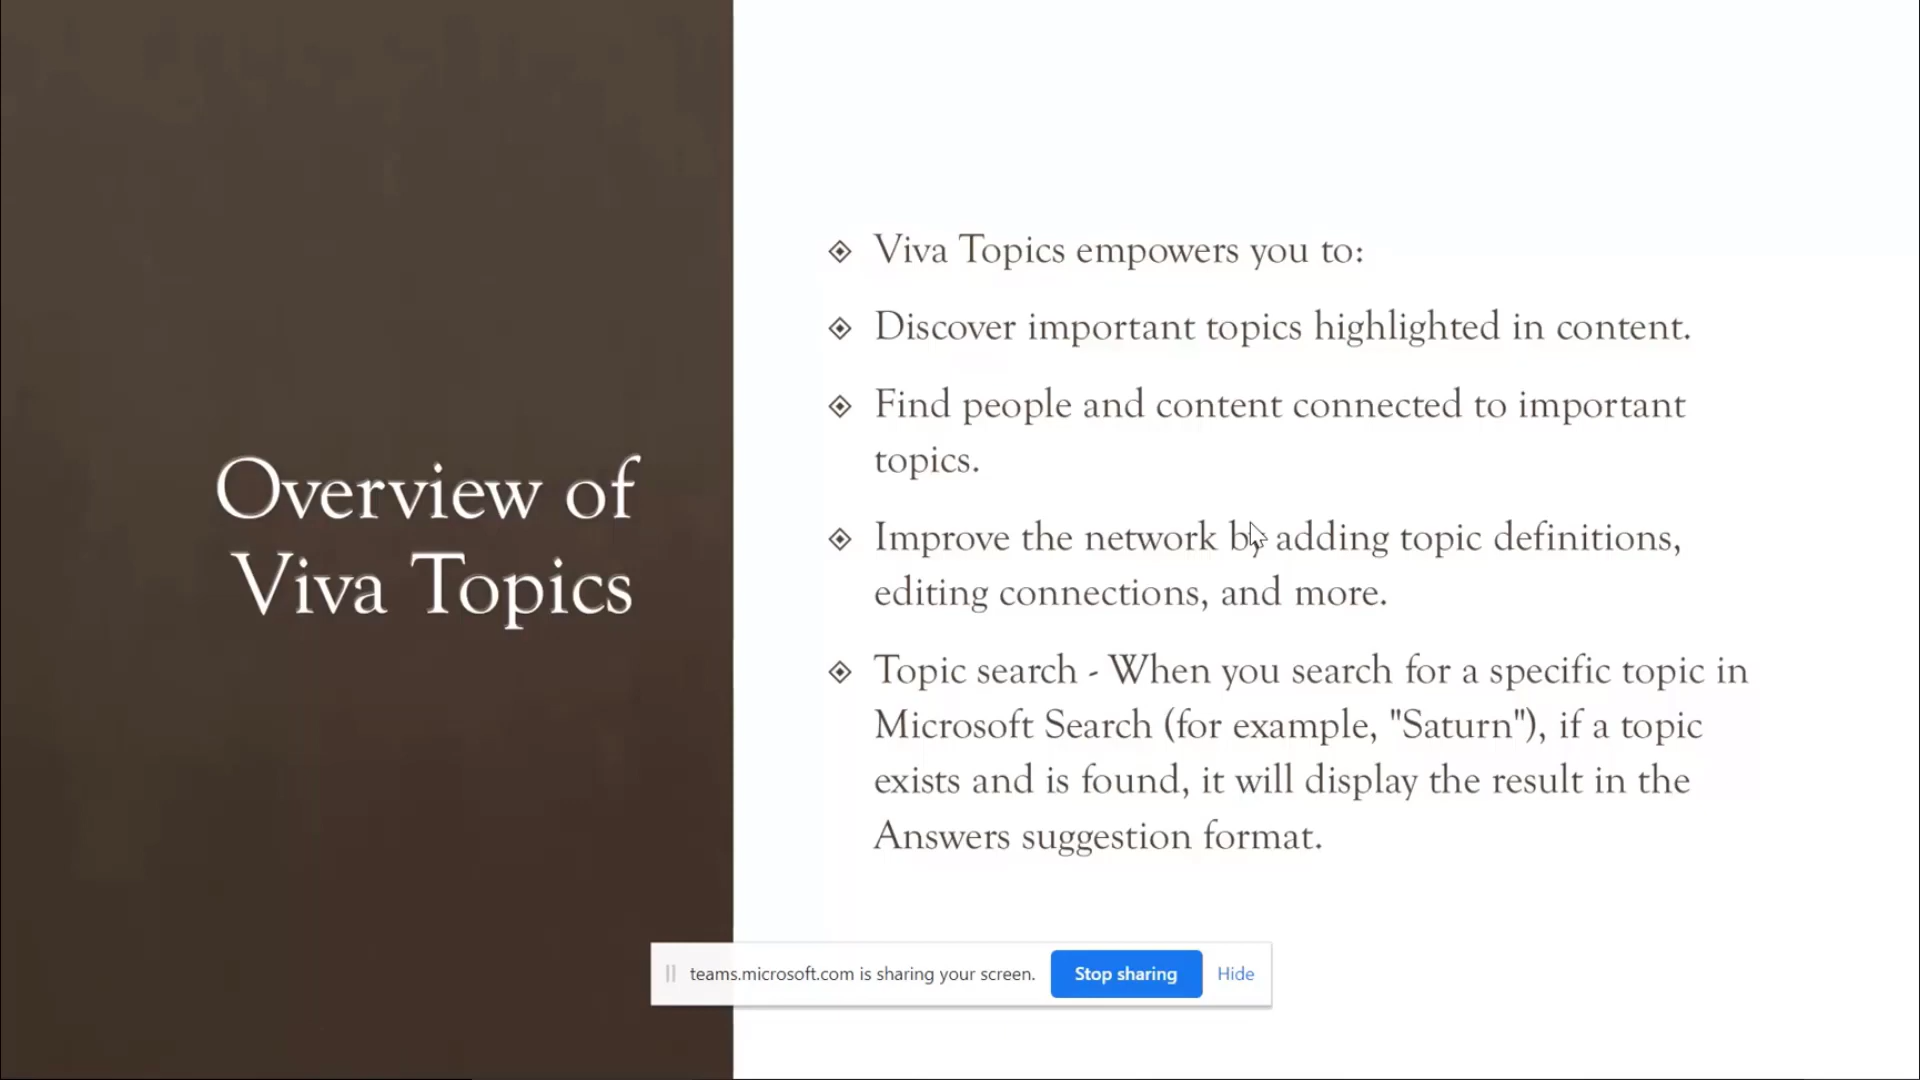 Overview of
Viva Topics
Viva Topics empowers you to:
Discover important topics highlighted in content.
Find people and content connected to important
topics.
Improve the network by adding topic definitions,
editing connections, and more.
Topic search - When you search for a specific topic in
Microsoft Search (for example, "Saturn"), if a topic
exists and is found, it will display the result in the
Answers suggestion format.
teams.microsoft.com is sharing your screen. Stop sharing Hide